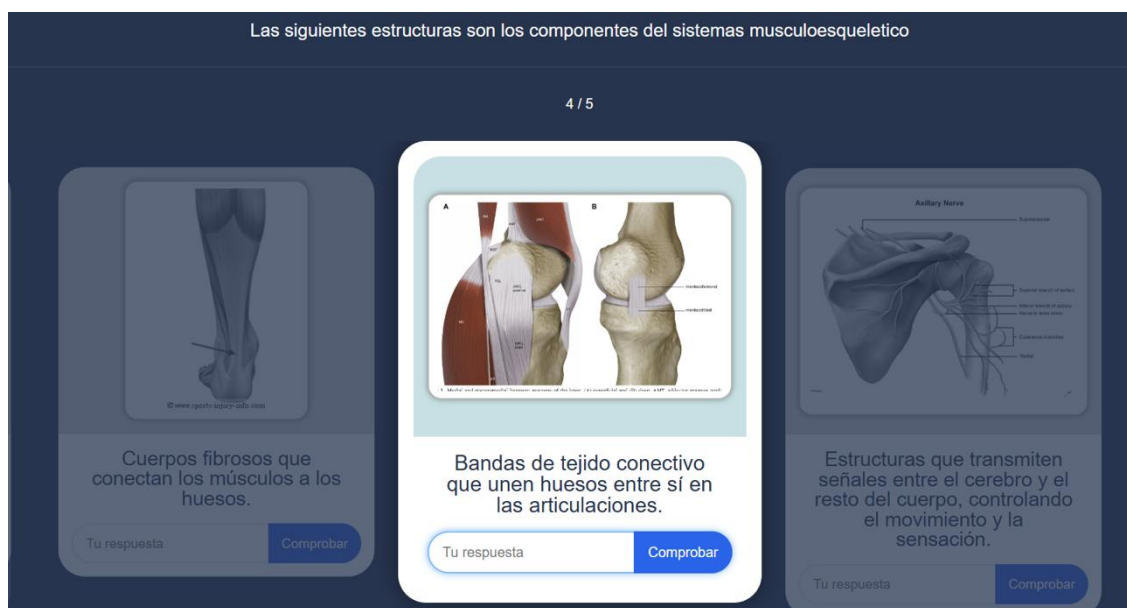 Las siguientes estructuras son los componentes del sistemas musculoesqueletico
4 / 5
© www.sports-injury-info.com
Cuerpos fibrosos que
conectan los músculos a los
huesos.
Tu respuesta
Comprobar
A
B
Bandas de tejido conectivo
que unen huesos entre sí en
las articulaciones.
Tu respuesta
Comprobar
Axillary Nerve
Estructuras que transmiten
señales entre el cerebro y el
resto del cuerpo, controlando
el movimiento y la
sensación.
Tu respuesta
Comprobar